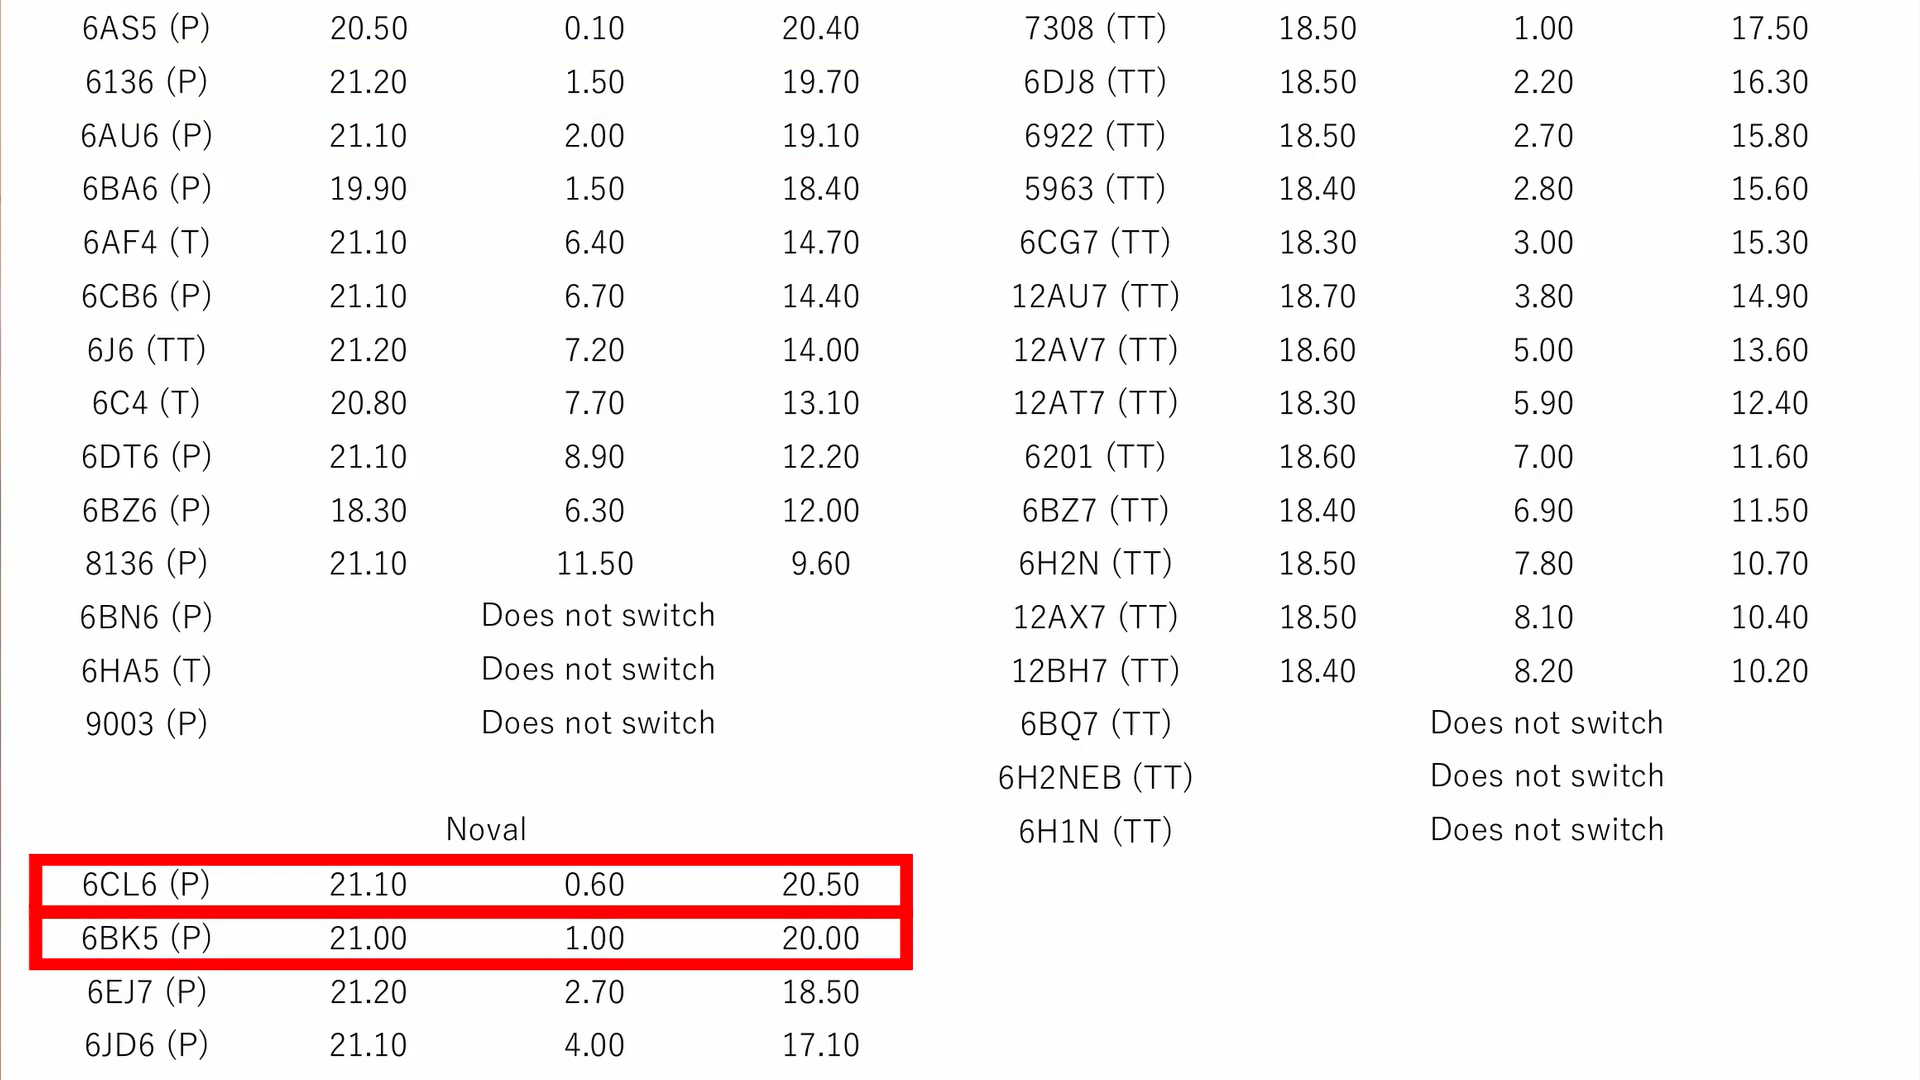 6AS5 (P) 20.50 0.10 20.40
6136 (P) 21.20 1.50 19.70
6AU6 (P) 21.10 2.00 19.10
6BA6 (P) 19.90 1.50 18.40
6AF4 (T) 21.10 6.40 14.70
6CB6 (P) 21.10 6.70 14.40
6J6 (TT) 21.20 7.20 14.00
6C4 (T) 20.80 7.70 13.10
6DT6 (P) 21.10 8.90 12.20
6BZ6 (P) 18.30 6.30 12.00
8136 (P) 21.10 11.50 9.60
6BN6 (P) Does not switch
6HA5 (T) Does not switch
9003 (P) Does not switch
Noval
6CL6 (P) 21.10 0.60 20.50
6BK5 (P) 21.00 1.00 20.00
6EJ7 (P) 21.20 2.70 18.50
6JD6 (P) 21.10 4.00 17.10
7308 (TT) 18.50 1.00 17.50
6DJ8 (TT) 18.50 2.20 16.30
6922 (TT) 18.50 2.70 15.80
5963 (TT) 18.40 2.80 15.60
6CG7 (TT) 18.30 3.00 15.30
12AU7 (TT) 18.70 3.80 14.90
12AV7 (TT) 18.60 5.00 13.60
12AT7 (TT) 18.30 5.90 12.40
6201 (TT) 18.60 7.00 11.60
6BZ7 (TT) 18.40 6.90 11.50
6H2N (TT) 18.50 7.80 10.70
12AX7 (TT) 18.50 8.10 10.40
12BH7 (TT) 18.40 8.20 10.20
6BQ7 (TT) Does not switch
6H2NEB (TT) Does not switch
6H1N (TT) Does not switch